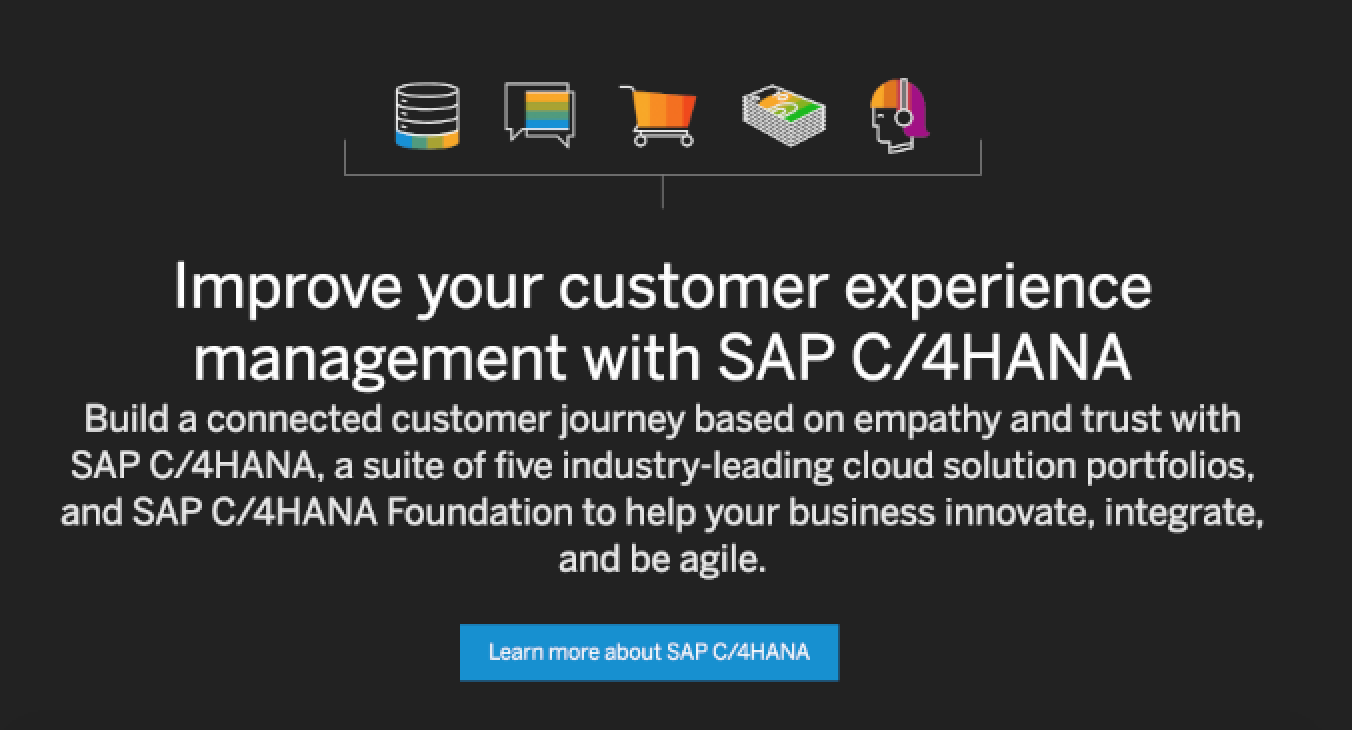 Improve your customer experience
management with SAP C/4HANA
Build a connected customer journey based on empathy and trust with
SAP C/4HANA, a suite of five industry-leading cloud solution portfolios,
and SAP C/4HANA Foundation to help your business innovate, integrate,
and be agile.
Learn more about SAP C/4HANA